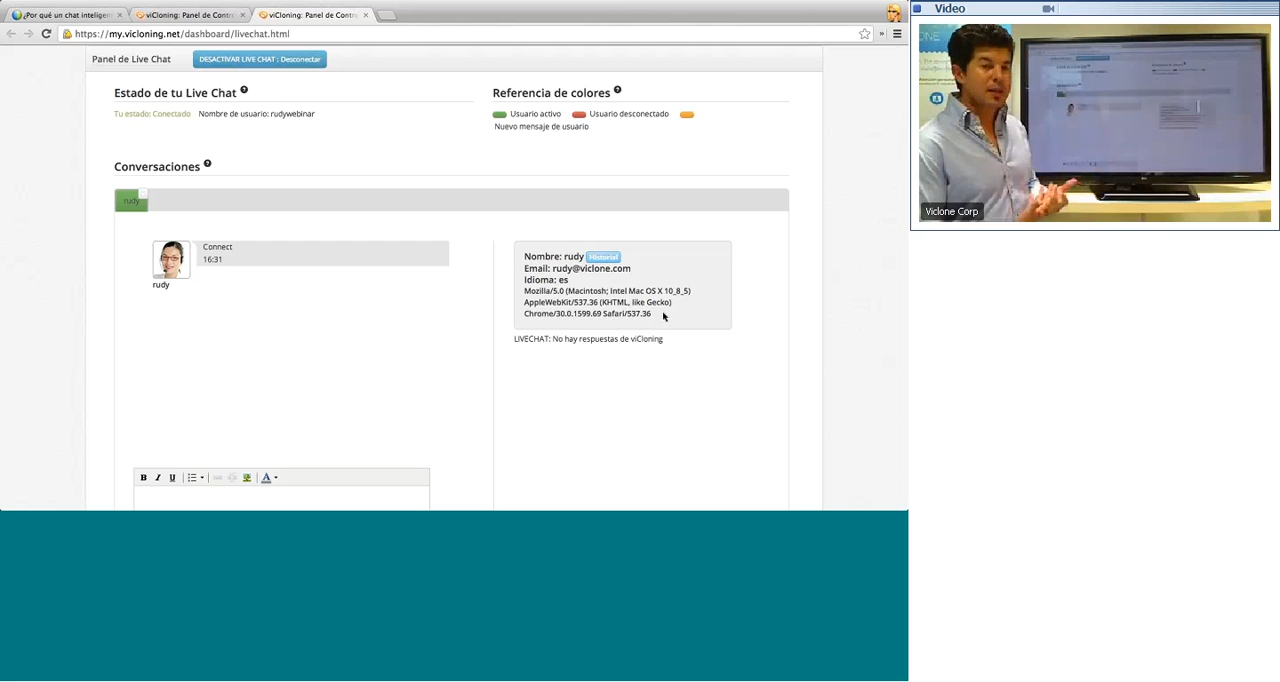 ¿Por qué un chat inteligen
viCloning: Panel de Contro
viCloning: Panel de Contro
https://my.vicloning.net/dashboard/livechat.html
Panel de Live Chat
DESACTIVAR LIVE CHAT : Desconectar
Estado de tu Live Chat ?
Tu estado: Conectado Nombre de usuario: rudywebinar
Referencia de colores ?
Usuario activo Usuario desconectado
Nuevo mensaje de usuario
Conversaciones ?
rudy
Connect
16:31
rudy
Nombre: rudy Historial
Email: rudy@viclone.com
Idioma: es
Mozilla/5.0 (Macintosh; Intel Mac OS X 10_8_5)
AppleWebKit/537.36 (KHTML, like Gecko)
Chrome/30.0.1599.69 Safari/537.36
LIVECHAT: No hay respuestas de viCloning
B I U A
Video
Viclone Corp